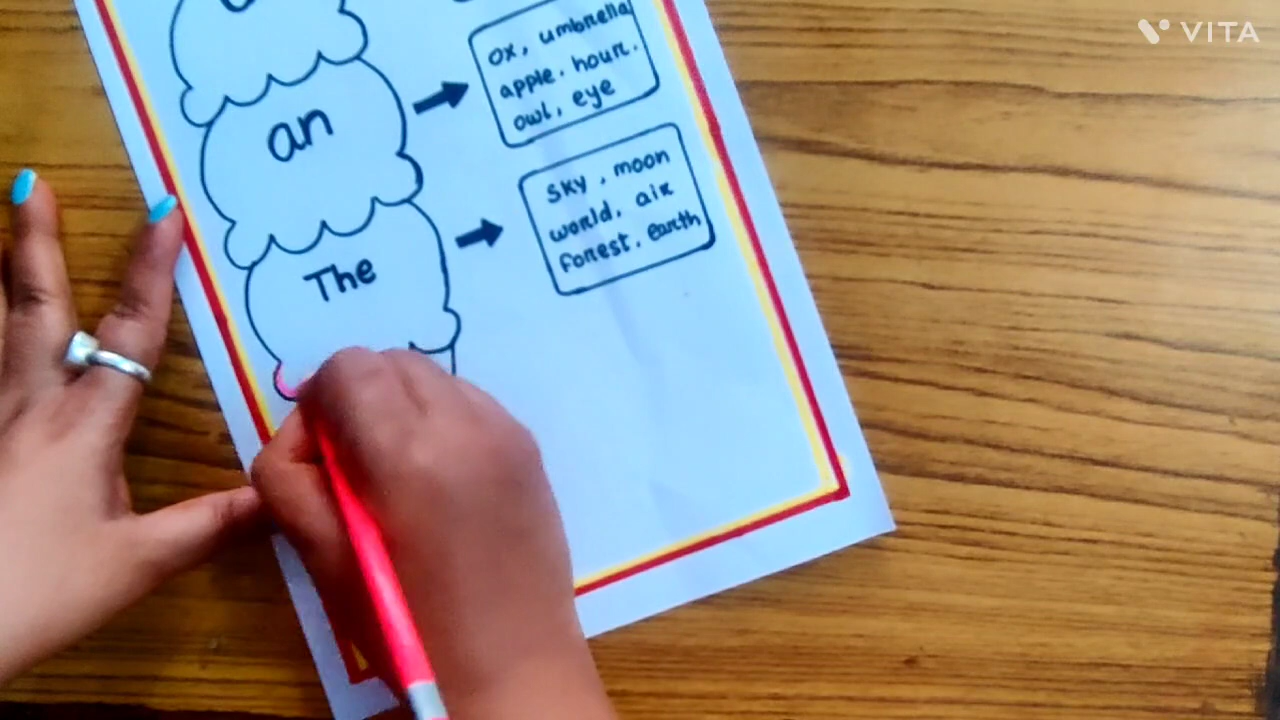 VITA
ox, umbrella
apple, hour.
owl, eye
an
sky, moon
world, air
forest, earth
The